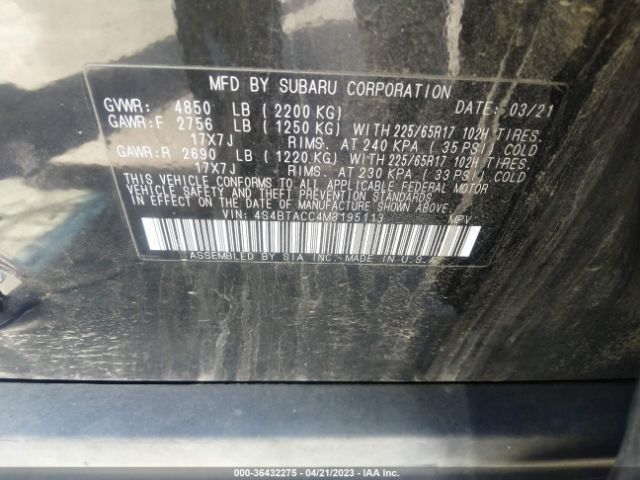 MFD BY SUBARU CORPORATION
GVWR: 4850 LB ( 2200 KG) DATE: 03/21
GAWR:F 2756 LB ( 1250 KG) WITH 225/65R17 102H TIRES,
17X7J RIMS, AT 240 KPA ( 35 PSI) COLD
GAWR:R 2690 LB ( 1220 KG) WITH 225/65R17 102H TIRES,
17X7J RIMS, AT 230 KPA ( 33 PSI) COLD
THIS VEHICLE CONFORMS TO ALL APPLICABLE FEDERAL MOTOR
VEHICLE SAFETY AND THEFT PREVENTION STANDARDS
IN EFFECT ON THE DATE OF MANUFACTURE SHOWN ABOVE.
VIN: 4S4BTACC4M3195113 MPV
ASSEMBLED BY SIA INC. MADE IN U.S.A.
000-36432275 - 04/21/2023 - IAA Inc.